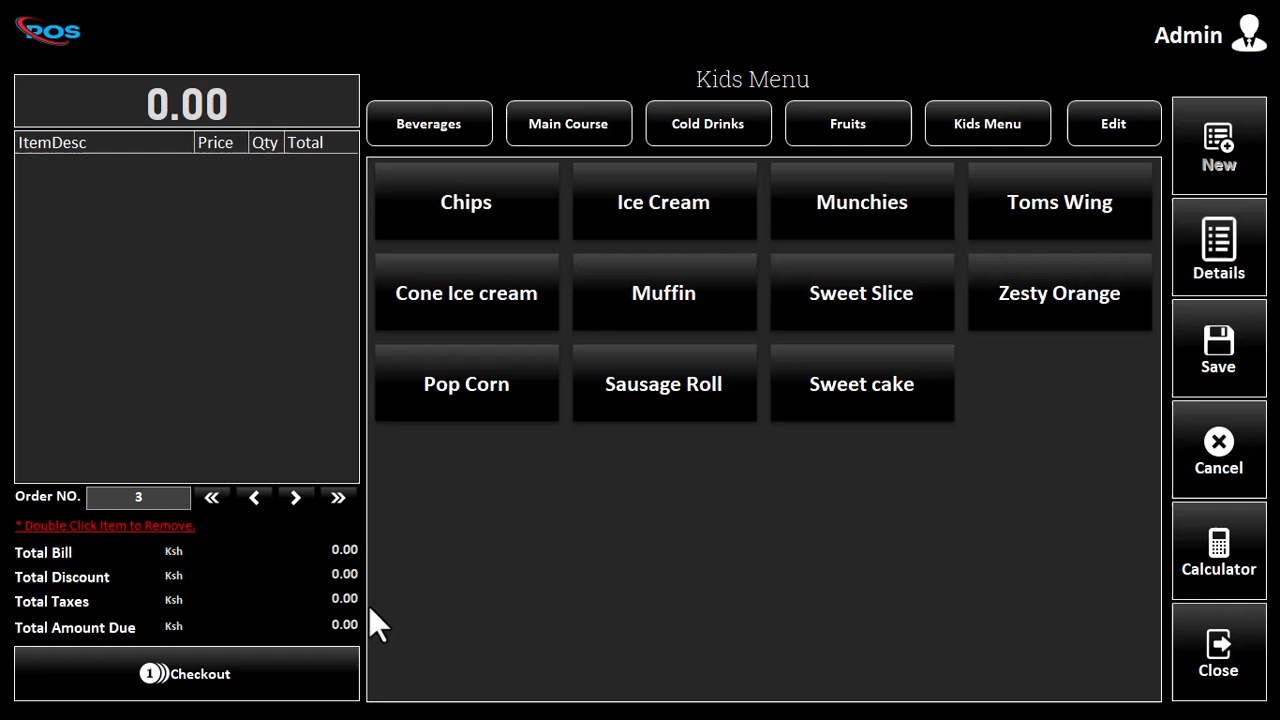 POS
Admin
0.00
ItemDesc Price Qty Total
Kids Menu
Beverages Main Course Cold Drinks Fruits Kids Menu Edit
Chips Ice Cream Munchies Toms Wing
Cone Ice cream Muffin Sweet Slice Zesty Orange
Pop Corn Sausage Roll Sweet cake
New
Details
Save
Cancel
Calculator
Close
Order NO. 3
* Double Click Item to Remove.
Total Bill Ksh 0.00
Total Discount Ksh 0.00
Total Taxes Ksh 0.00
Total Amount Due Ksh 0.00
1 Checkout